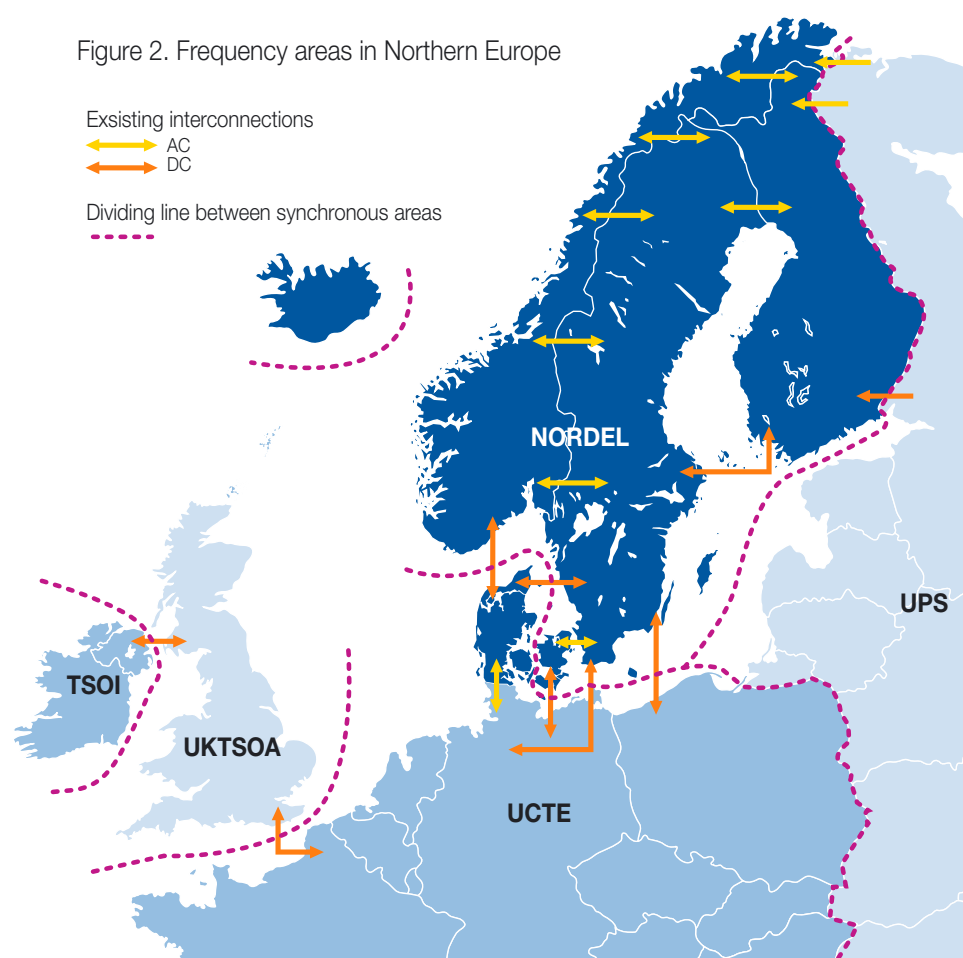 Figure 2. Frequency areas in Northern Europe
Exsisting interconnections
AC
DC
Dividing line between synchronous areas
NORDEL
UPS
TSOI
UKTSOA
UCTE